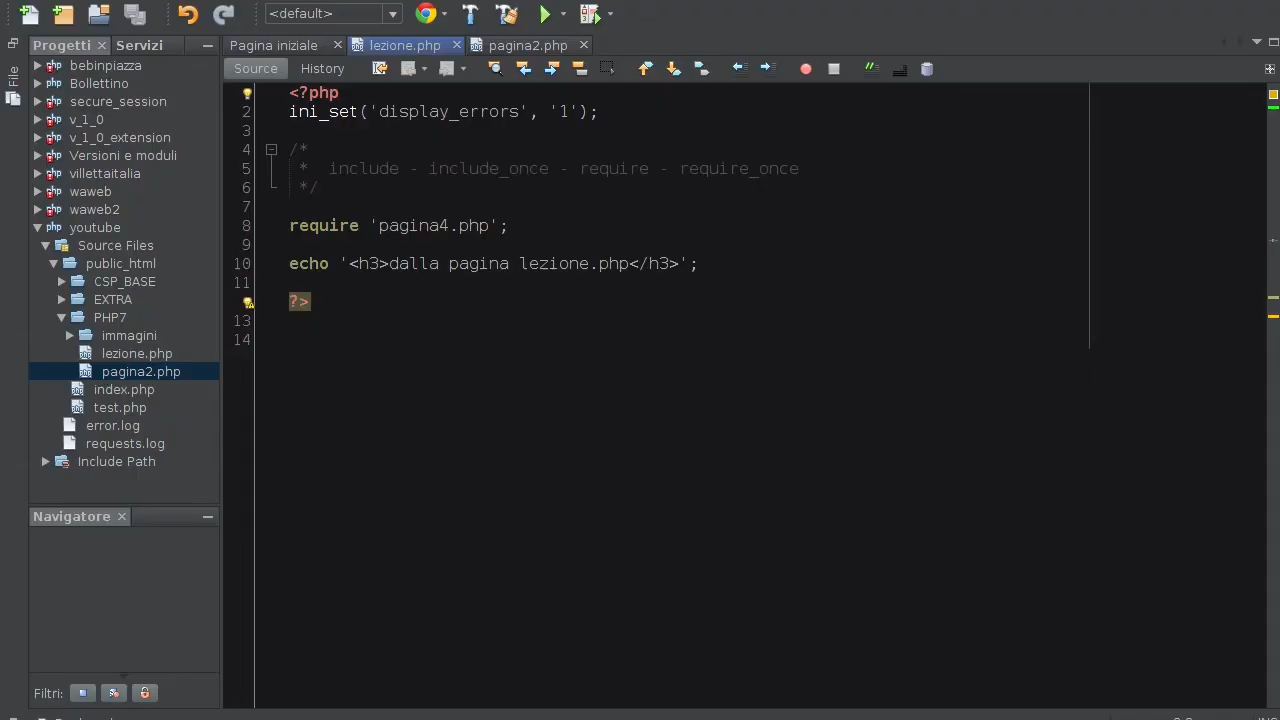 <default>
Progetti
Servizi
Pagina iniziale
lezione.php
pagina2.php
File
Source
History
bebinpiazza
Bollettino
secure_session
v_1_0
v_1_0_extension
Versioni e moduli
villettaitalia
waweb
waweb2
youtube
Source Files
public_html
CSP_BASE
EXTRA
PHP7
immagini
lezione.php
pagina2.php
index.php
test.php
error.log
requests.log
Include Path
Navigatore
Filtri:
<?php
2 ini_set('display_errors', '1');
3
4 /*
5 * include - include_once - require - require_once
6 */
7
8 require 'pagina4.php';
9
10 echo '<h3>dalla pagina lezione.php</h3>';
11
?>
13
14